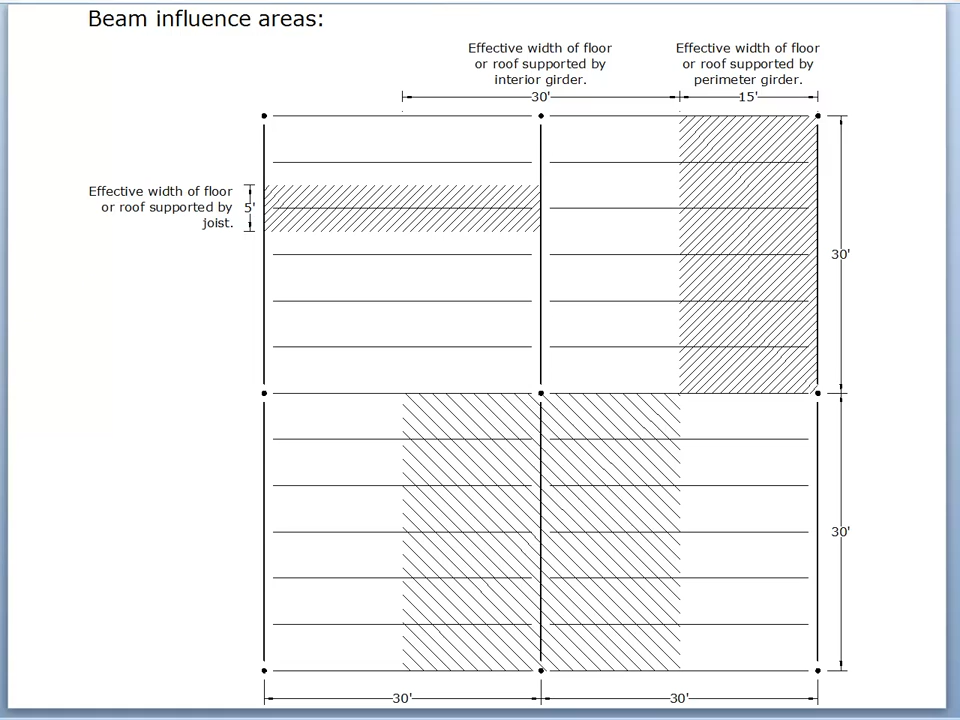 Beam influence areas:
Effective width of floor
or roof supported by
interior girder.
Effective width of floor
or roof supported by
perimeter girder.
30'
15'
Effective width of floor
or roof supported by
joist.
5'
30'
30'
30'
30'